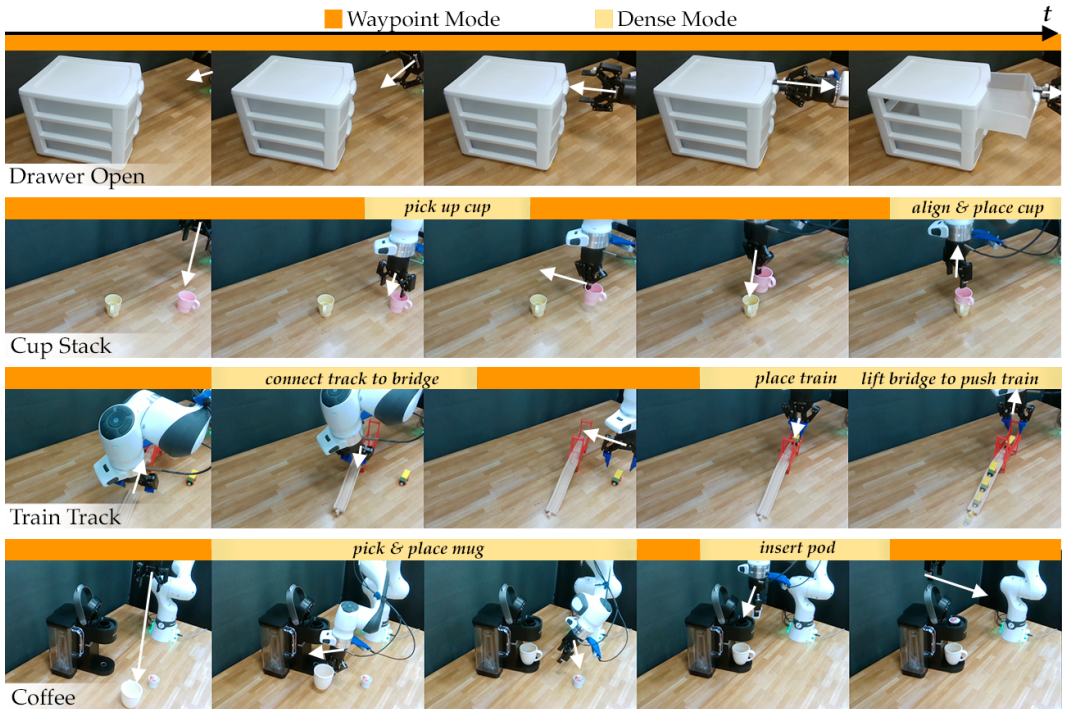 Waypoint Mode
Dense Mode
t
Drawer Open
pick up cup
align & place cup
Cup Stack
connect track to bridge
place train
lift bridge to push train
Train Track
pick & place mug
insert pod
Coffee